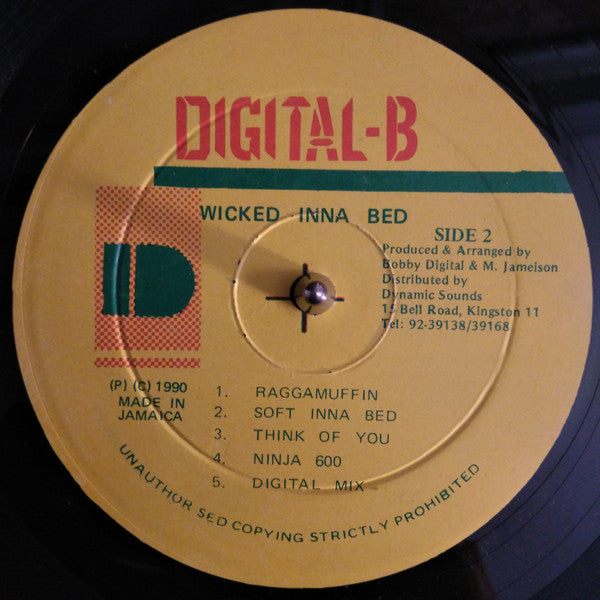 DIGITAL-B
WICKED INNA BED
SIDE 2
Produced & Arranged by
Bobby Digital & M. Jameison
Distributed by
Dynamic Sounds
15 Bell Road, Kingston 11
Tel: 92-39138/39168
D
(P) (C) 1990
MADE IN
JAMAICA
1. RAGGAMUFFIN
2. SOFT INNA BED
3. THINK OF YOU
4. NINJA 600
5. DIGITAL MIX
UNAUTHOR SED COPYING STRICTLY PROHIBITED